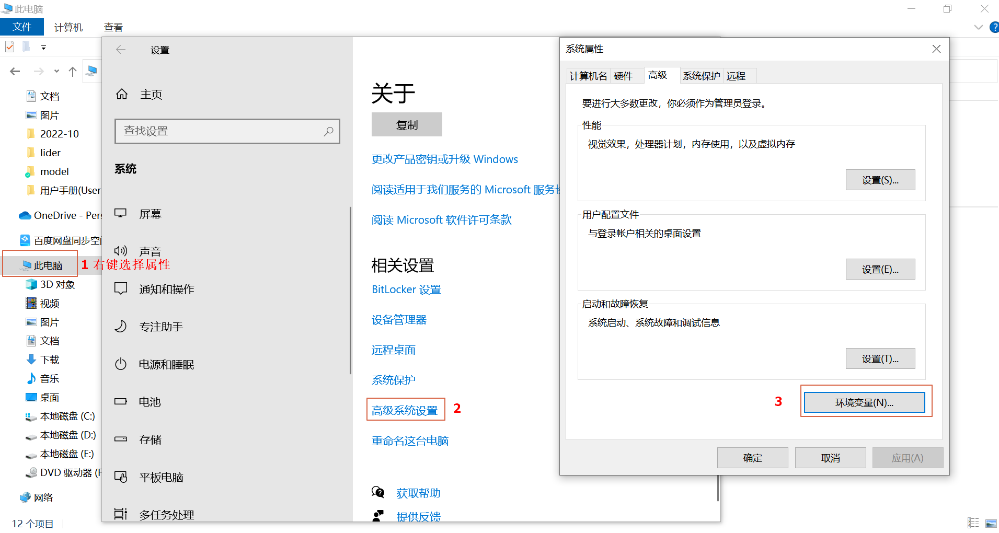 此电脑
文件
计算机
查看
文档
图片
2022-10
lider
model
用户手册(User
OneDrive - Pers
百度网盘同步空间
此电脑
1 右键选择属性
3D 对象
视频
图片
文档
下载
音乐
桌面
本地磁盘 (C:)
本地磁盘 (D:)
本地磁盘 (E:)
DVD 驱动器 (F
网络
12 个项目
设置
主页
查找设置
系统
屏幕
声音
通知和操作
专注助手
电源和睡眠
电池
存储
平板电脑
多任务处理
关于
复制
更改产品密钥或升级 Windows
阅读适用于我们服务的 Microsoft 服务协
阅读 Microsoft 软件许可条款
相关设置
BitLocker 设置
设备管理器
远程桌面
系统保护
高级系统设置 2
重命名这台电脑
获取帮助
提供反馈
系统属性
计算机名 硬件 高级 系统保护 远程
要进行大多数更改，你必须作为管理员登录。
性能
视觉效果，处理器计划，内存使用，以及虚拟内存
设置(S)...
用户配置文件
与登录帐户相关的桌面设置
设置(E)...
启动和故障恢复
系统启动、系统故障和调试信息
设置(T)...
3 环境变量(N)...
确定 取消 应用(A)